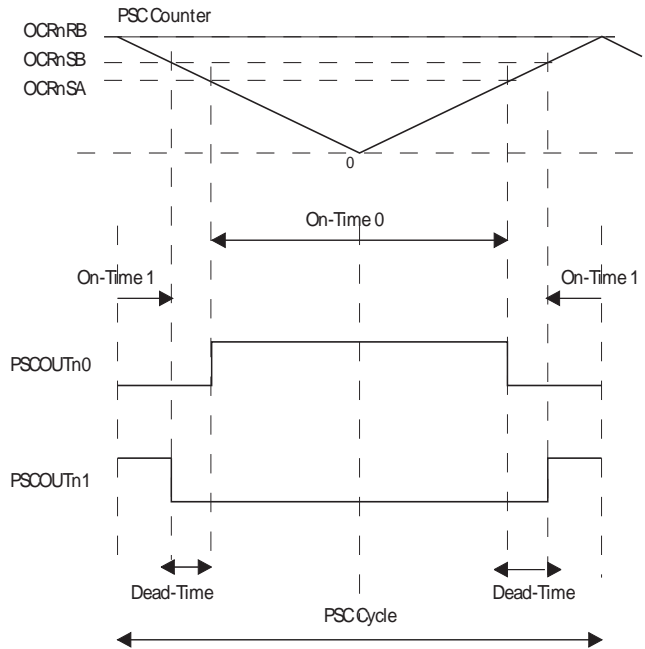 PSC Counter
OCRnRB
OCRnSB
OCRnSA
0
On-Time 0
On-Time 1
On-Time 1
PSCOUTn0
PSCOUTn1
Dead-Time
Dead-Time
PSC Cycle